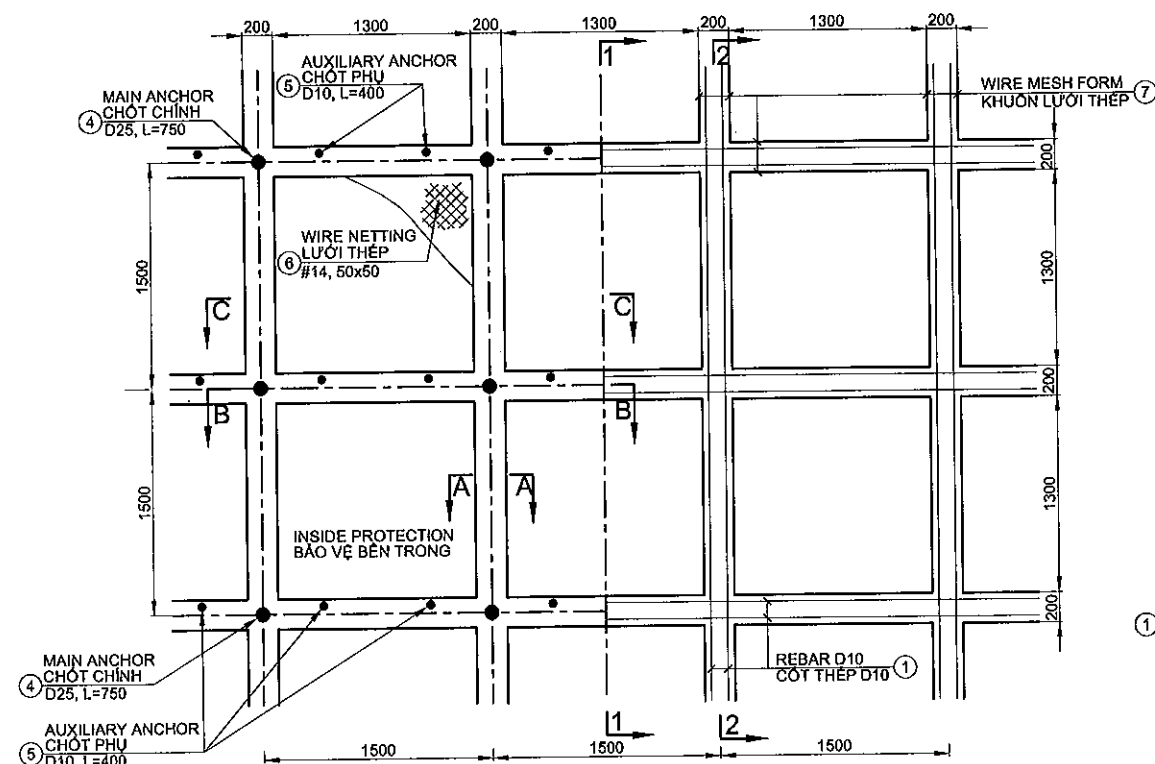 200 1300 200 1300 200 1300 200
1 2
AUXILIARY ANCHOR
5 CHỐT PHỤ
D10, L=400
MAIN ANCHOR
4 CHỐT CHÍNH
D25, L=750
WIRE MESH FORM 7
KHUÔN LƯỚI THÉP
200
WIRE NETTING
6 LƯỚI THÉP
#14, 50x50
1500
1300
C C
200
B B
A A
1500
1300
INSIDE PROTECTION
BẢO VỆ BÊN TRONG
200
1
MAIN ANCHOR
4 CHỐT CHÍNH
D25, L=750
REBAR D10 1
CỐT THÉP D10
AUXILIARY ANCHOR
5 CHỐT PHỤ
D10, L=400
1 2
1500 1500 1500